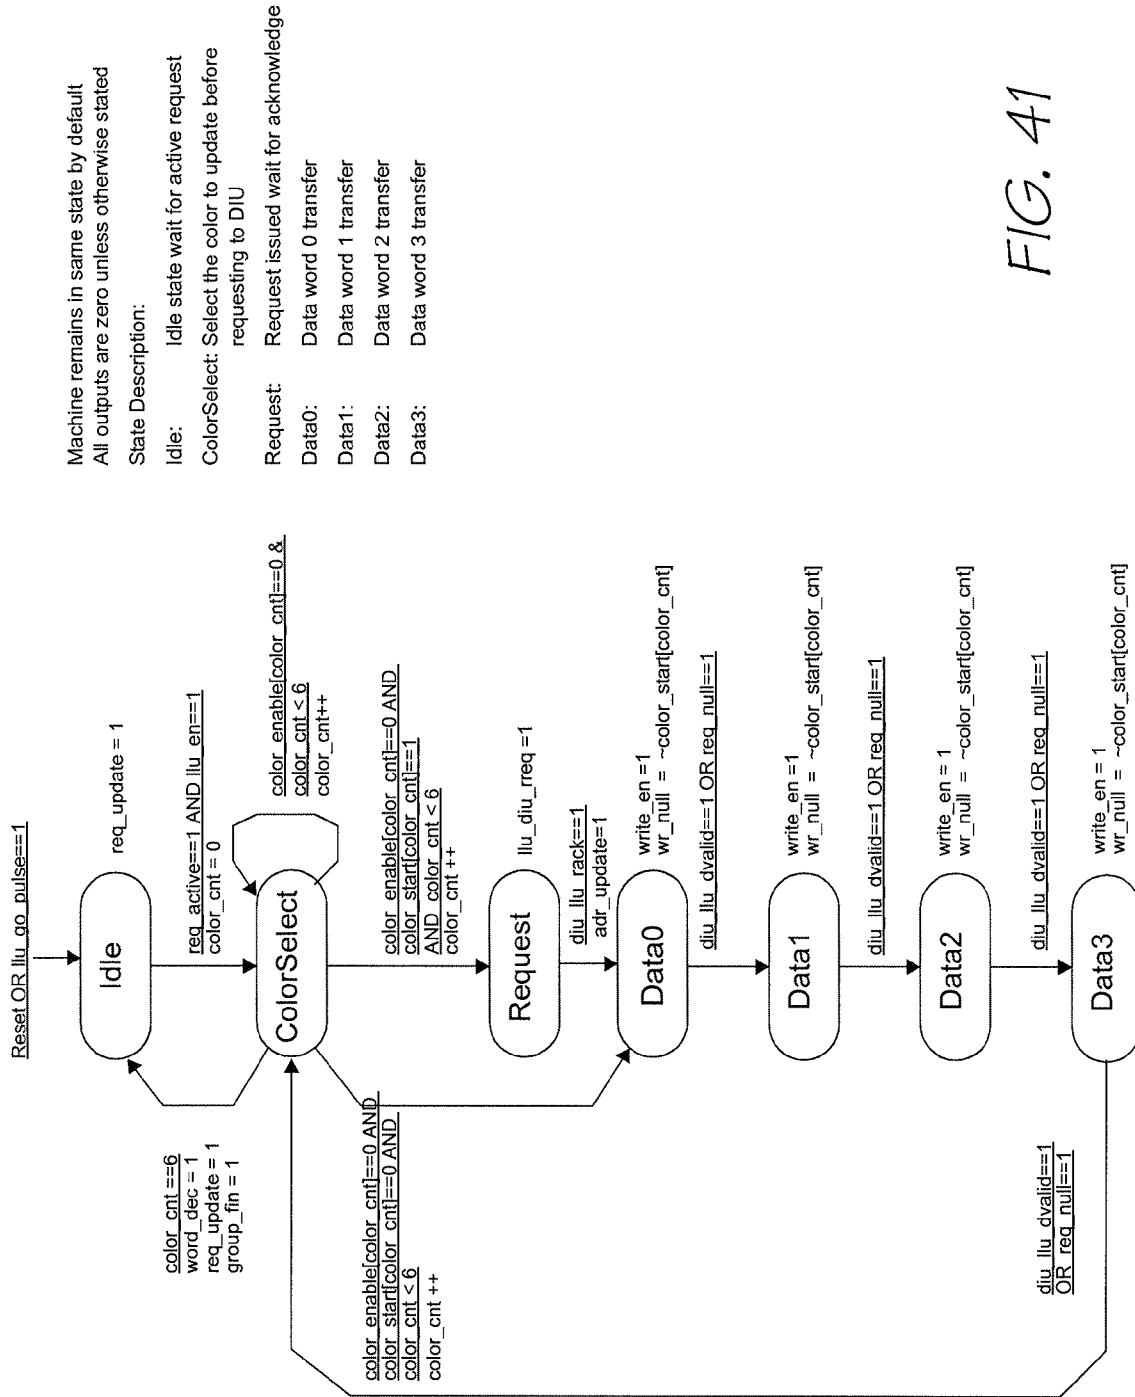 Machine remains in same state by default
All outputs are zero unless otherwise stated
State Description:
Idle: Idle state wait for active request
ColorSelect: Select the color to update before
requesting to DIU
Request: Request issued wait for acknowledge
Data0: Data word 0 transfer
Data1: Data word 1 transfer
Data2: Data word 2 transfer
Data3: Data word 3 transfer
Reset OR llu_go_pulse==1
Idle
req_update = 1
req_active==1 AND llu_en==1
color_cnt = 0
color_cnt ==6
word_dec = 1
req_update = 1
group_fin = 1
ColorSelect
color_enable[color_cnt]==0 &
color_cnt < 6
color_cnt++
color_enable[color_cnt]==0 AND
color_start[color_cnt]==1
AND color_cnt < 6
color_cnt ++
color_enable[color_cnt]==0 AND
color_start[color_cnt]==0 AND
color_cnt < 6
color_cnt ++
Request
llu_diu_rreq =1
diu_llu_rack==1
adr_update=1
Data0
write_en =1
wr_null = ~color_start[color_cnt]
diu_llu_dvalid==1 OR req_null==1
Data1
write_en =1
wr_null = ~color_start[color_cnt]
diu_llu_dvalid==1 OR req_null==1
Data2
write_en =1
wr_null = ~color_start[color_cnt]
diu_llu_dvalid==1 OR req_null==1
Data3
write_en = 1
wr_null = ~color_start[color_cnt]
diu_llu_dvalid==1
OR req_null==1
FIG. 41